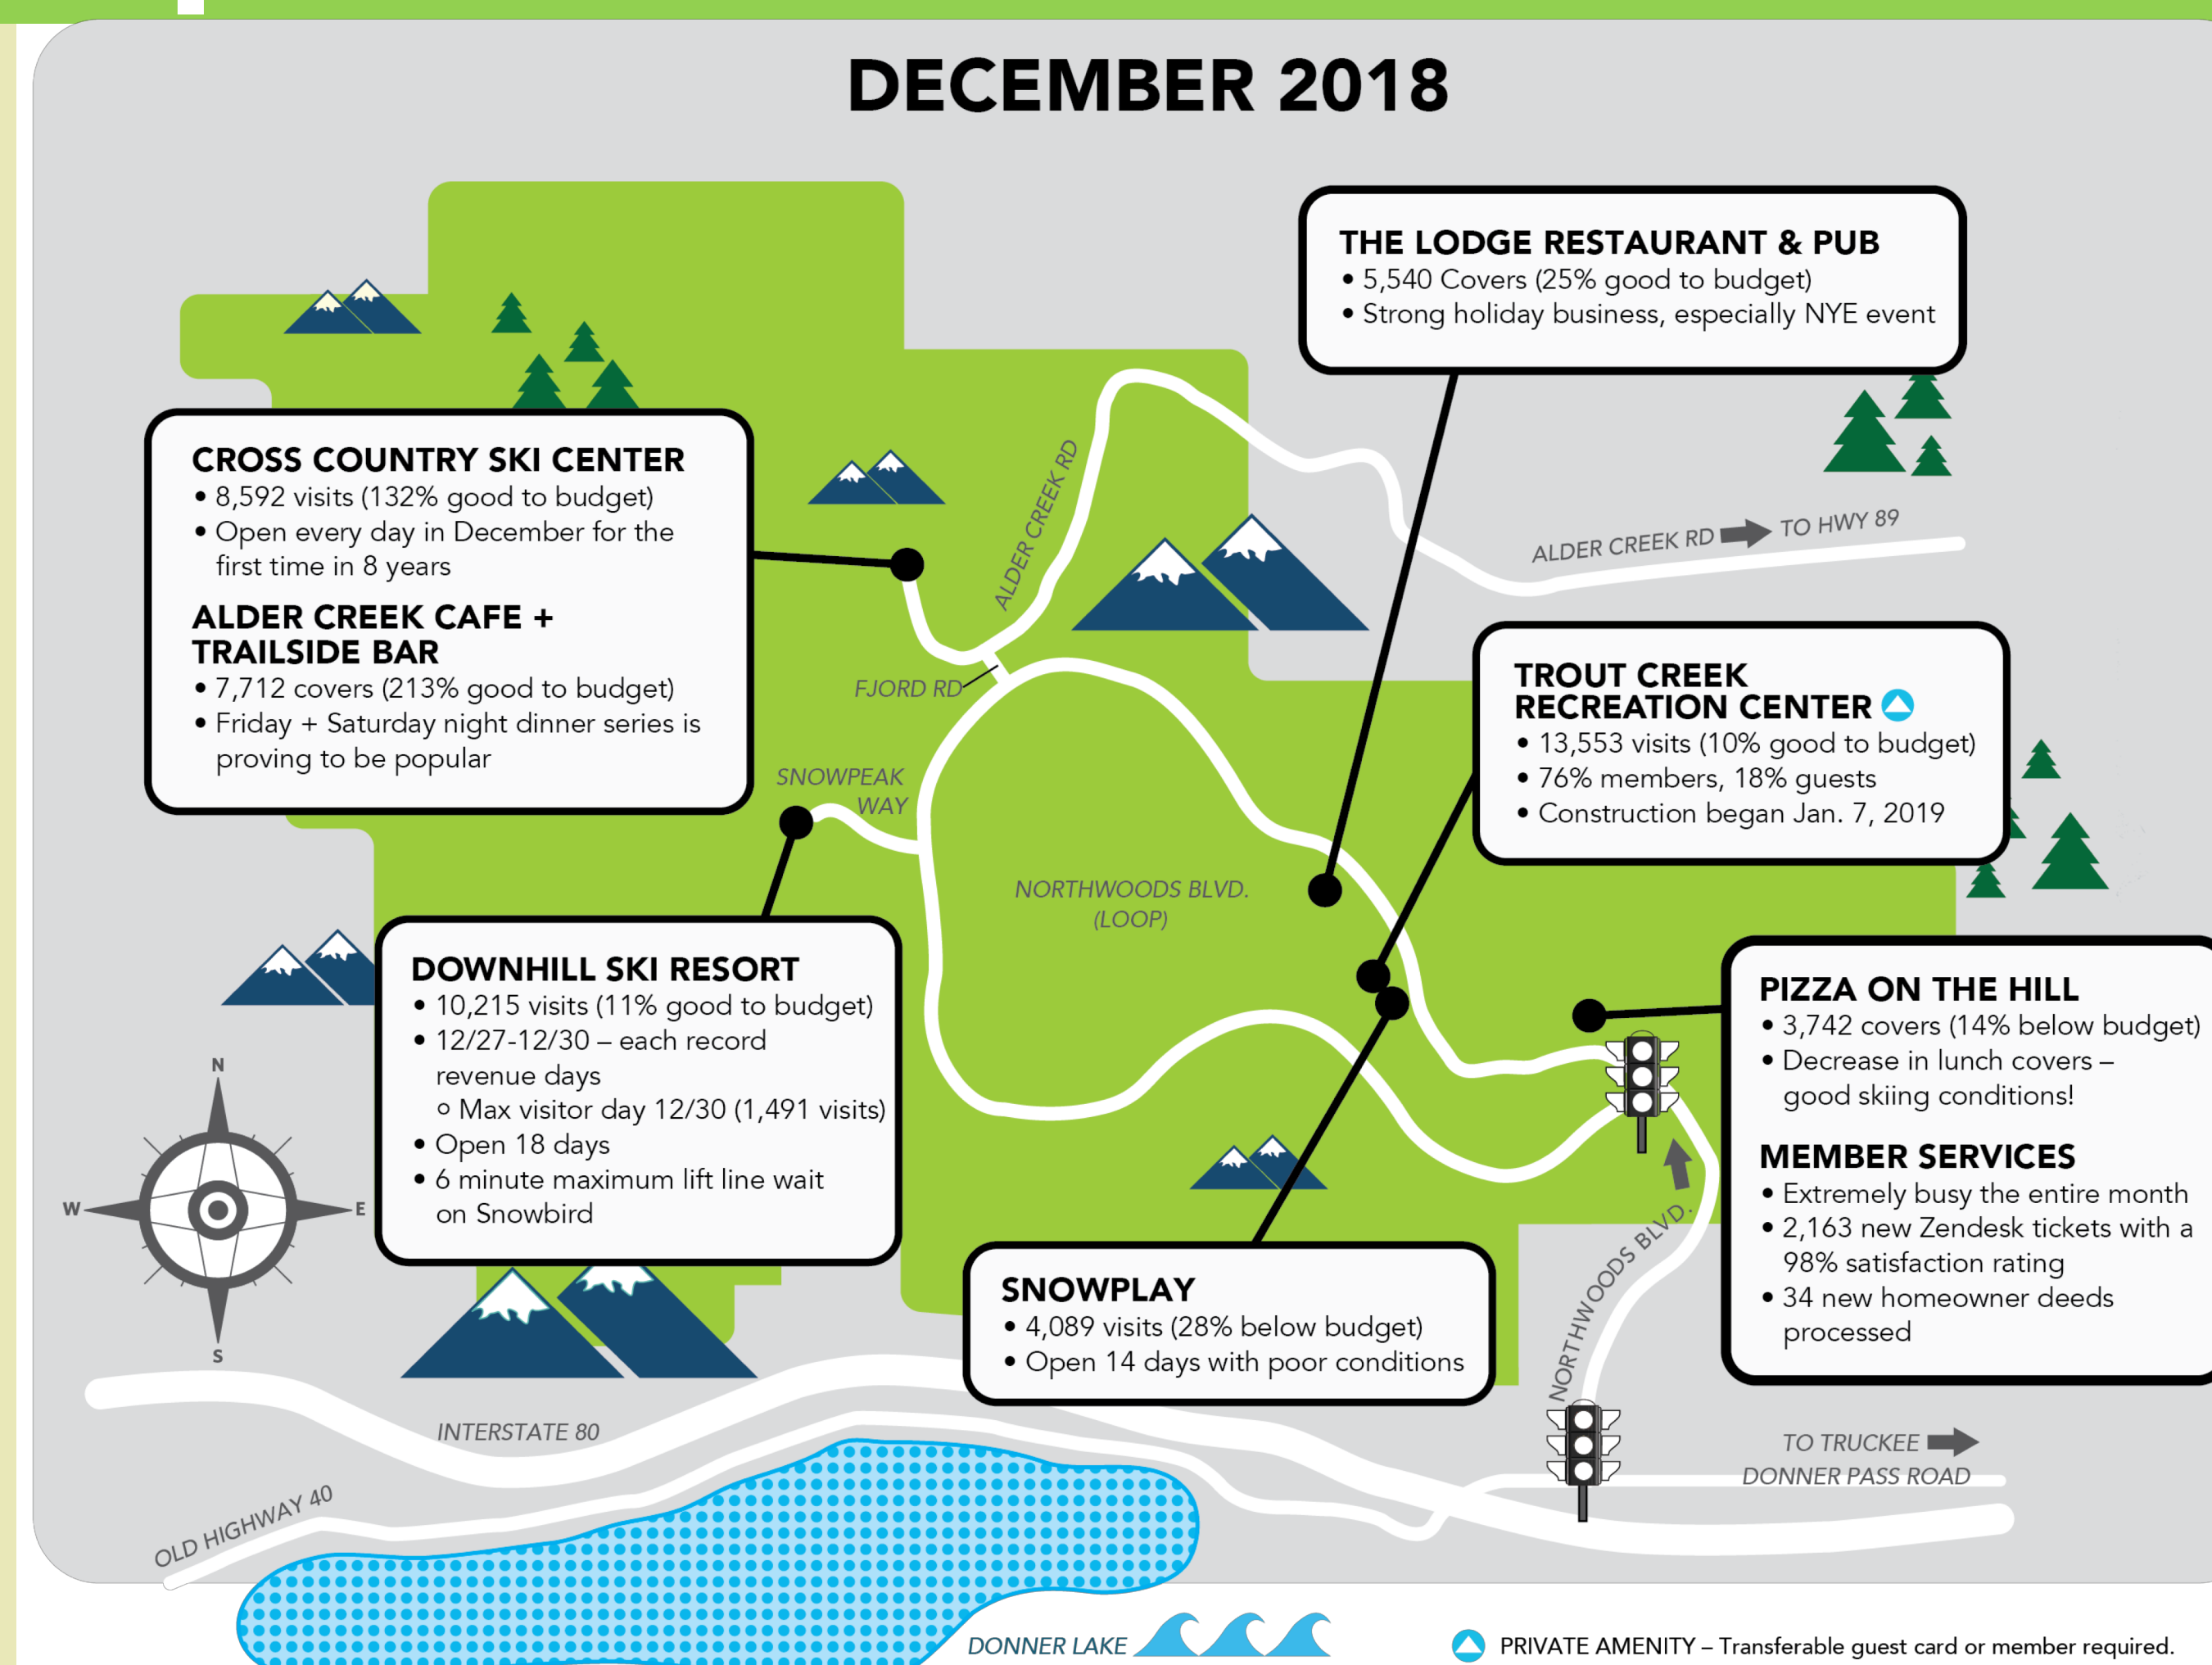 DECEMBER 2018
THE LODGE RESTAURANT & PUB
• 5,540 Covers (25% good to budget)
• Strong holiday business, especially NYE event
CROSS COUNTRY SKI CENTER
• 8,592 visits (132% good to budget)
• Open every day in December for the
first time in 8 years
ALDER CREEK CAFE +
TRAILSIDE BAR
• 7,712 covers (213% good to budget)
• Friday + Saturday night dinner series is
proving to be popular
ALDER CREEK RD
ALDER CREEK RD
TO HWY 89
FJORD RD
SNOWPEAK
WAY
TROUT CREEK
RECREATION CENTER
• 13,553 visits (10% good to budget)
• 76% members, 18% guests
• Construction began Jan. 7, 2019
NORTHWOODS BLVD.
(LOOP)
DOWNHILL SKI RESORT
• 10,215 visits (11% good to budget)
• 12/27-12/30 – each record
revenue days
o Max visitor day 12/30 (1,491 visits)
• Open 18 days
• 6 minute maximum lift line wait
on Snowbird
PIZZA ON THE HILL
• 3,742 covers (14% below budget)
• Decrease in lunch covers –
good skiing conditions!
MEMBER SERVICES
• Extremely busy the entire month
• 2,163 new Zendesk tickets with a
98% satisfaction rating
• 34 new homeowner deeds
processed
N
W
E
S
SNOWPLAY
• 4,089 visits (28% below budget)
• Open 14 days with poor conditions
NORTHWOODS BLVD.
INTERSTATE 80
TO TRUCKEE
DONNER PASS ROAD
OLD HIGHWAY 40
DONNER LAKE
PRIVATE AMENITY – Transferable guest card or member required.